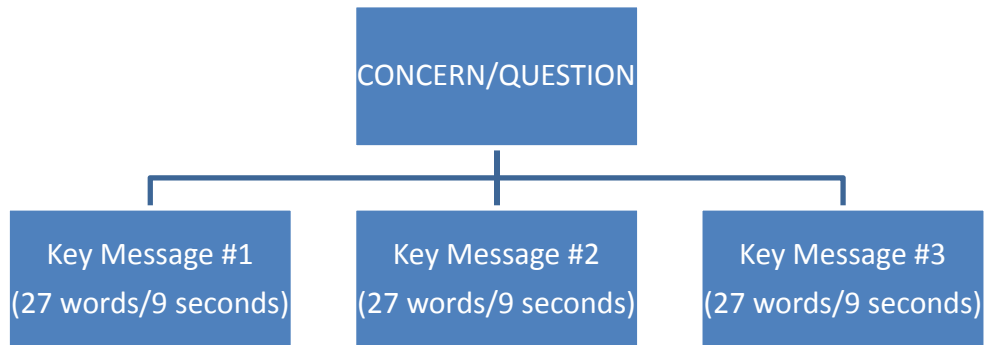 CONCERN/QUESTION
Key Message #1
(27 words/9 seconds)
Key Message #2
(27 words/9 seconds)
Key Message #3
(27 words/9 seconds)